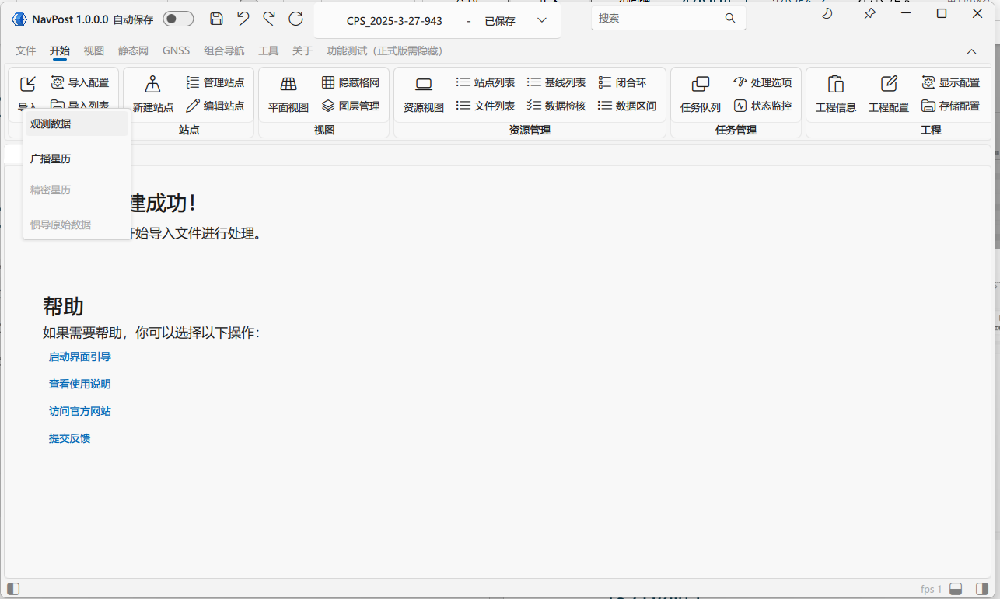 NavPost 1.0.0.0 自动保存 CPS_2025-3-27-943 - 已保存 搜索
文件 开始 视图 静态网 GNSS 组合导航 工具 关于 功能测试（正式版需隐藏）
导入配置 管理站点 隐藏格网 站点列表 基线列表 闭合环 处理选项 显示配置
导入 导入列表 新建站点 编辑站点 平面视图 图层管理 资源视图 文件列表 数据检核 数据区间 任务队列 状态监控 工程信息 工程配置 存储配置
站点 视图 资源管理 任务管理 工程
观测数据
广播星历
精密星历
惯导原始数据
建成功！
开始导入文件进行处理。
帮助
如果需要帮助，你可以选择以下操作：
启动界面引导
查看使用说明
访问官方网站
提交反馈
fps 1